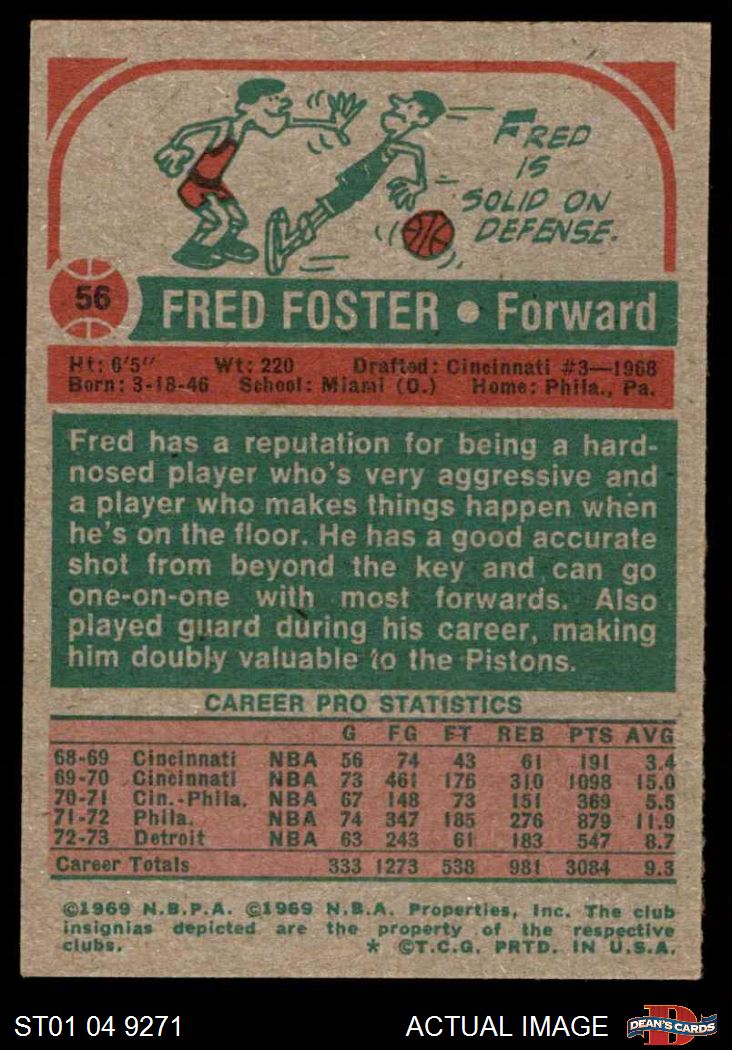 FRED
IS
SOLID ON
DEFENSE.
56 FRED FOSTER • Forward
Ht: 6'5" Wt: 220 Drafted: Cincinnati #3—1968
Born: 3-18-46 School: Miami (O.) Home: Phila., Pa.
Fred has a reputation for being a hard-
nosed player who's very aggressive and
a player who makes things happen when
he's on the floor. He has a good accurate
shot from beyond the key and can go
one-on-one with most forwards. Also
played guard during his career, making
him doubly valuable to the Pistons.
CAREER PRO STATISTICS
G FG FT REB PTS AVG
68-69 Cincinnati NBA 56 74 43 61 191 3.4
69-70 Cincinnati NBA 73 461 176 310 1098 15.0
70-71 Cin.-Phila. NBA 67 148 73 151 369 5.5
71-72 Phila. NBA 74 347 185 276 879 11.9
72-73 Detroit NBA 63 243 61 183 547 8.7
Career Totals 333 1273 538 981 3084 9.3
©1969 N.B.P.A. ©1969 N.B.A. Properties, Inc. The club
insignias depicted are the property of the respective
clubs. * ©T.C.G. PRTD. IN U.S.A.
ST01 04 9271 ACTUAL IMAGE D DEAN'S CARDS